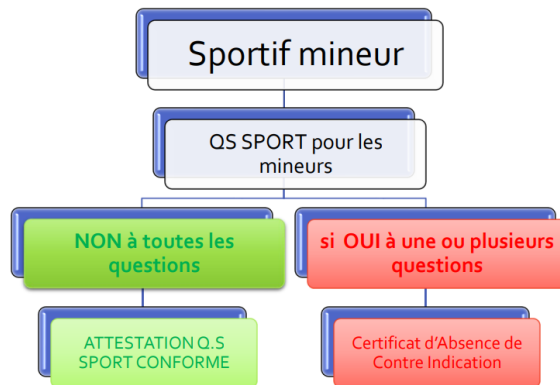 Sportif mineur
QS SPORT pour les
mineurs
NON à toutes les
questions
si OUI à une ou plusieurs
questions
ATTESTATION Q.S
SPORT CONFORME
Certificat d'Absence de
Contre Indication